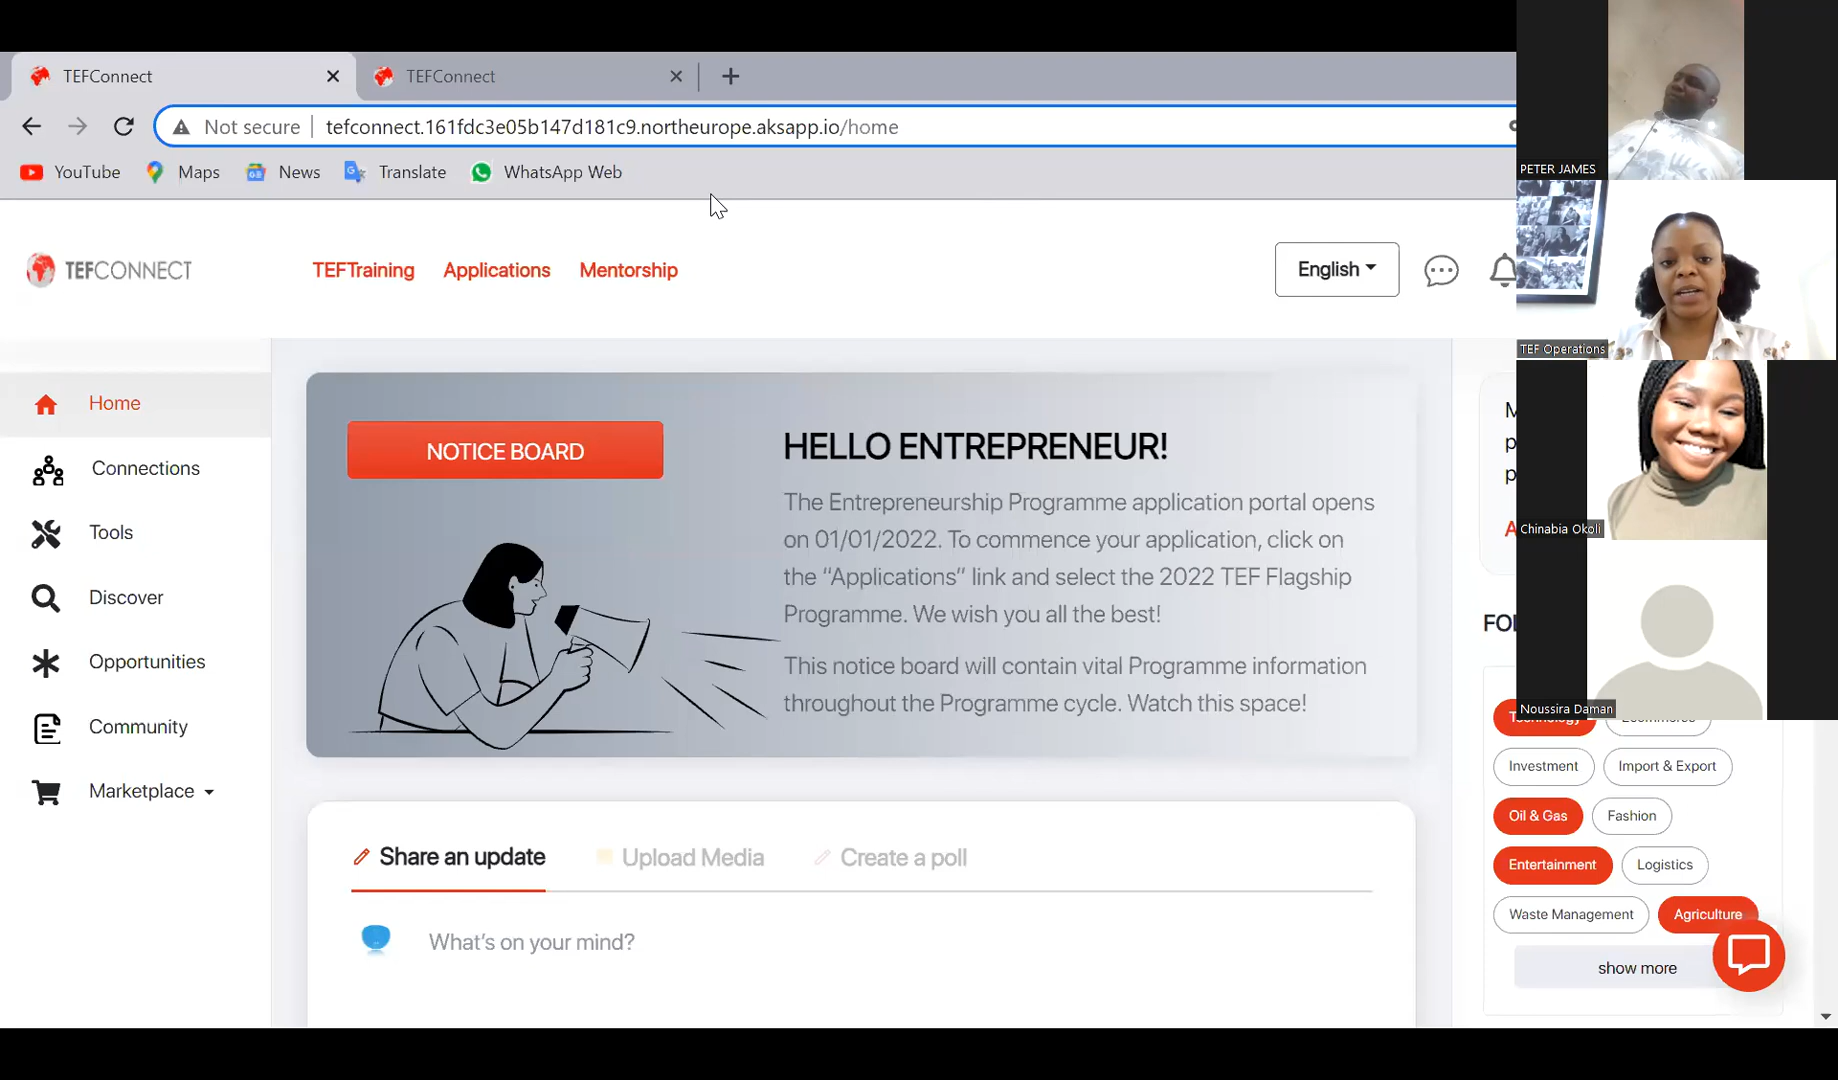 TEFConnect
TEFConnect
Not secure
tefconnect.161fdc3e05b147d181c9.northeurope.aksapp.io/home
YouTube
Maps
News
Translate
WhatsApp Web
TEFCONNECT
TEFTraining
Applications
Mentorship
English
PETER JAMES
TEF Operations
Chinabia Okoli
Noussira Daman
Home
Connections
Tools
Discover
Opportunities
Community
Marketplace
NOTICE BOARD
HELLO ENTREPRENEUR!
The Entrepreneurship Programme application portal opens
on 01/01/2022. To commence your application, click on
the “Applications” link and select the 2022 TEF Flagship
Programme. We wish you all the best!
This notice board will contain vital Programme information
throughout the Programme cycle. Watch this space!
Share an update
Upload Media
Create a poll
What's on your mind?
Technology
Ecommerce
Investment
Import & Export
Oil & Gas
Fashion
Entertainment
Logistics
Waste Management
Agriculture
show more